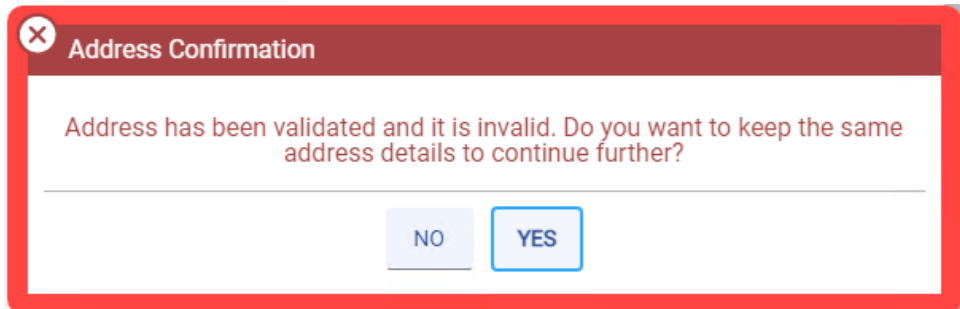 Address Confirmation
Address has been validated and it is invalid. Do you want to keep the same
address details to continue further?
NO
YES